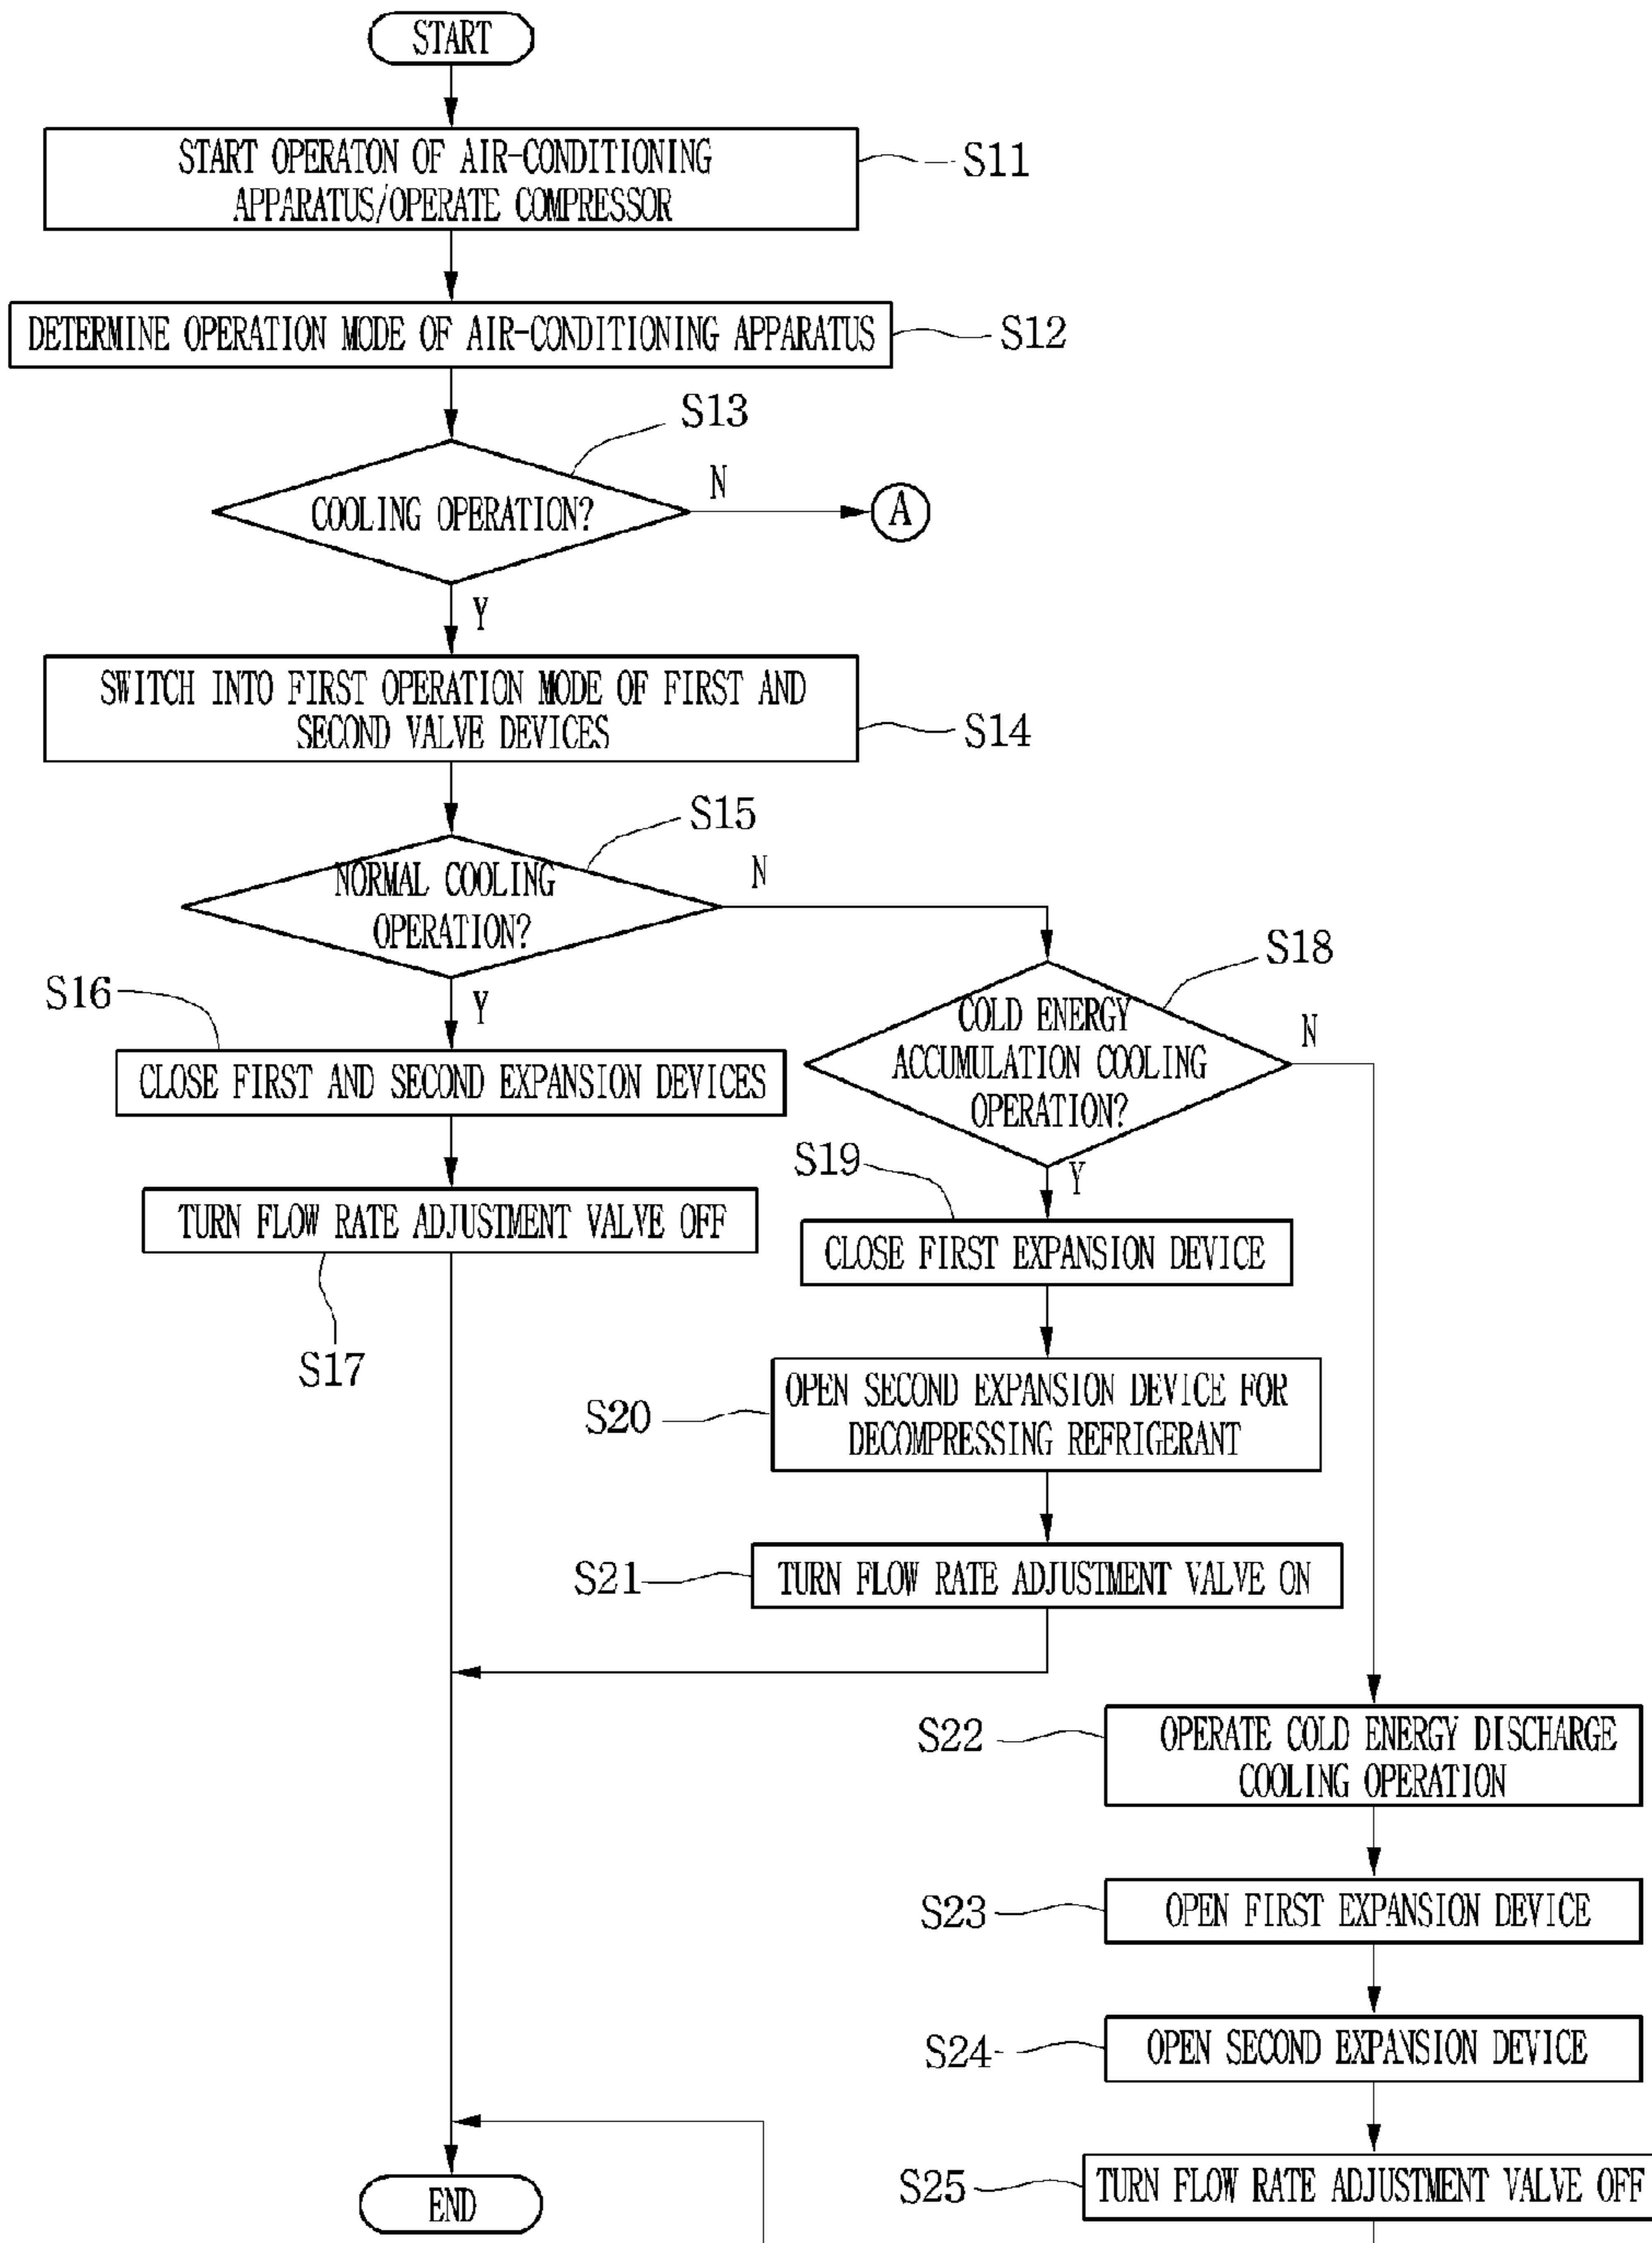 START
START OPERATON OF AIR-CONDITIONING
APPARATUS/OPERATE COMPRESSOR
S11
DETERMINE OPERATION MODE OF AIR-CONDITIONING APPARATUS
S12
S13
COOLING OPERATION?
N
A
Y
SWITCH INTO FIRST OPERATION MODE OF FIRST AND
SECOND VALVE DEVICES
S14
S15
NORMAL COOLING
OPERATION?
N
Y
S16
CLOSE FIRST AND SECOND EXPANSION DEVICES
TURN FLOW RATE ADJUSTMENT VALVE OFF
S17
S18
COLD ENERGY
ACCUMULATION COOLING
OPERATION?
N
Y
S19
CLOSE FIRST EXPANSION DEVICE
S20
OPEN SECOND EXPANSION DEVICE FOR
DECOMPRESSING REFRIGERANT
S21
TURN FLOW RATE ADJUSTMENT VALVE ON
S22
OPERATE COLD ENERGY DISCHARGE
COOLING OPERATION
S23
OPEN FIRST EXPANSION DEVICE
S24
OPEN SECOND EXPANSION DEVICE
S25
TURN FLOW RATE ADJUSTMENT VALVE OFF
END